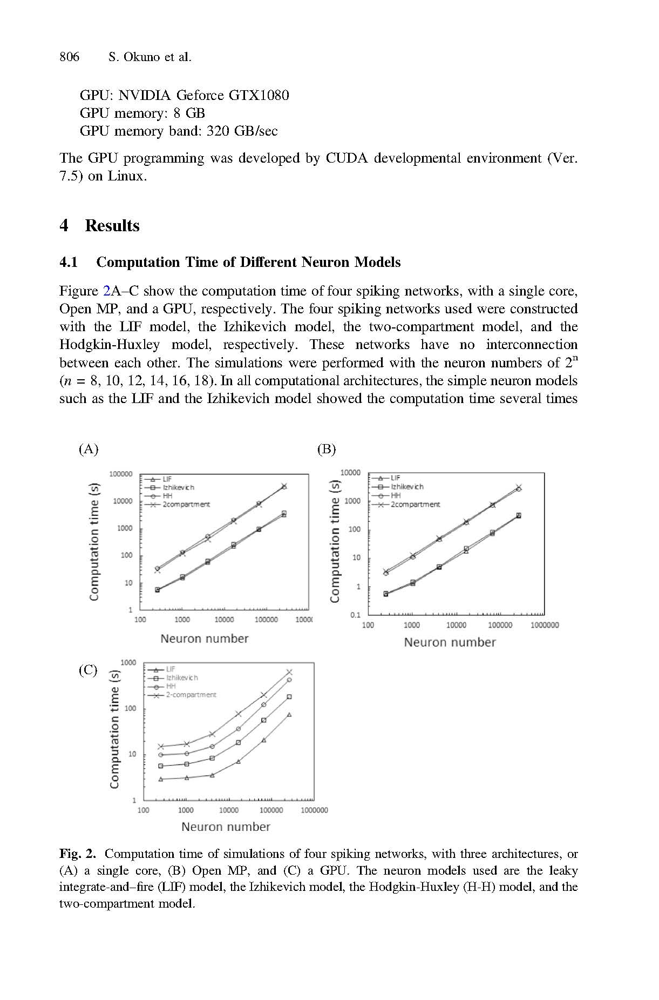 806 S. Okuno et al.
GPU: NVIDIA Geforce GTX1080
GPU memory: 8 GB
GPU memory band: 320 GB/sec
The GPU programming was developed by CUDA developmental environment (Ver.
7.5) on Linux.
4 Results
4.1 Computation Time of Different Neuron Models
Figure 2A–C show the computation time of four spiking networks, with a single core,
Open MP, and a GPU, respectively. The four spiking networks used were constructed
with the LIF model, the Izhikevich model, the two-compartment model, and the
Hodgkin-Huxley model, respectively. These networks have no interconnection
between each other. The simulations were performed with the neuron numbers of 2ⁿ
(n = 8, 10, 12, 14, 16, 18). In all computational architectures, the simple neuron models
such as the LIF and the Izhikevich model showed the computation time several times
(A)
Computation time (s)
100000
10000
1000
100
10
1
LIF
Izhikevich
HH
2compartment
100 1000 10000 100000 10000
Neuron number
(B)
Computation time (s)
10000
1000
100
10
1
0.1
LIF
Izhikevich
HH
2compartment
100 1000 10000 100000 1000000
Neuron number
(C)
Computation time (s)
1000
100
10
1
LIF
Izhikevich
HH
2-compartment
100 1000 10000 100000 1000000
Neuron number
Fig. 2. Computation time of simulations of four spiking networks, with three architectures, or
(A) a single core, (B) Open MP, and (C) a GPU. The neuron models used are the leaky
integrate-and–fire (LIF) model, the Izhikevich model, the Hodgkin-Huxley (H-H) model, and the
two-compartment model.